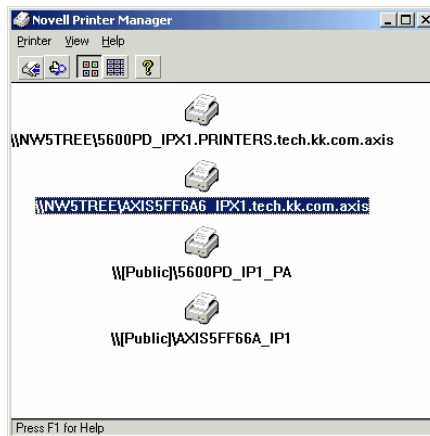 Novell Printer Manager
Printer View Help
\\NW5TREE\5600PD_IPX1.PRINTERS.tech.kk.com.axis
\\NW5TREE\AXIS5FF6A6_IPX1.tech.kk.com.axis
\\[Public]\5600PD_IP1_PA
\\[Public]\AXIS5FF66A_IP1
Press F1 for Help